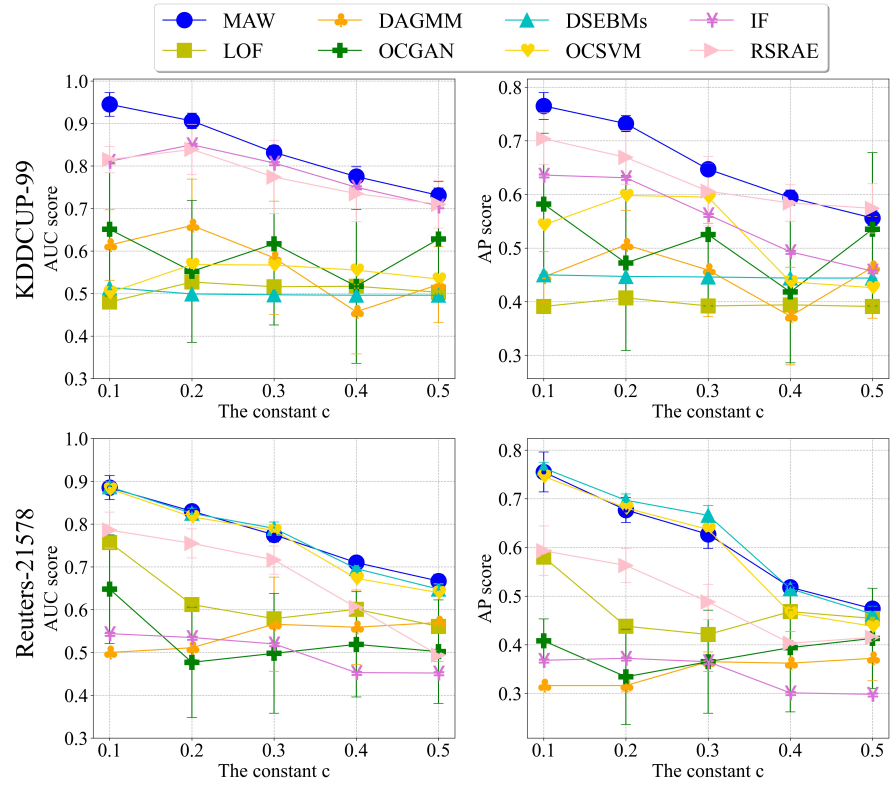 MAW DAGMM DSEBMs IF
LOF OCGAN OCSVM RSRAE
KDDCUP-99
AUC score
1.0
0.9
0.8
0.7
0.6
0.5
0.4
0.3
0.1 0.2 0.3 0.4 0.5
The constant c
AP score
0.8
0.7
0.6
0.5
0.4
0.3
0.1 0.2 0.3 0.4 0.5
The constant c
Reuters-21578
AUC score
1.0
0.9
0.8
0.7
0.6
0.5
0.4
0.3
0.1 0.2 0.3 0.4 0.5
The constant c
AP score
0.8
0.7
0.6
0.5
0.4
0.3
0.1 0.2 0.3 0.4 0.5
The constant c